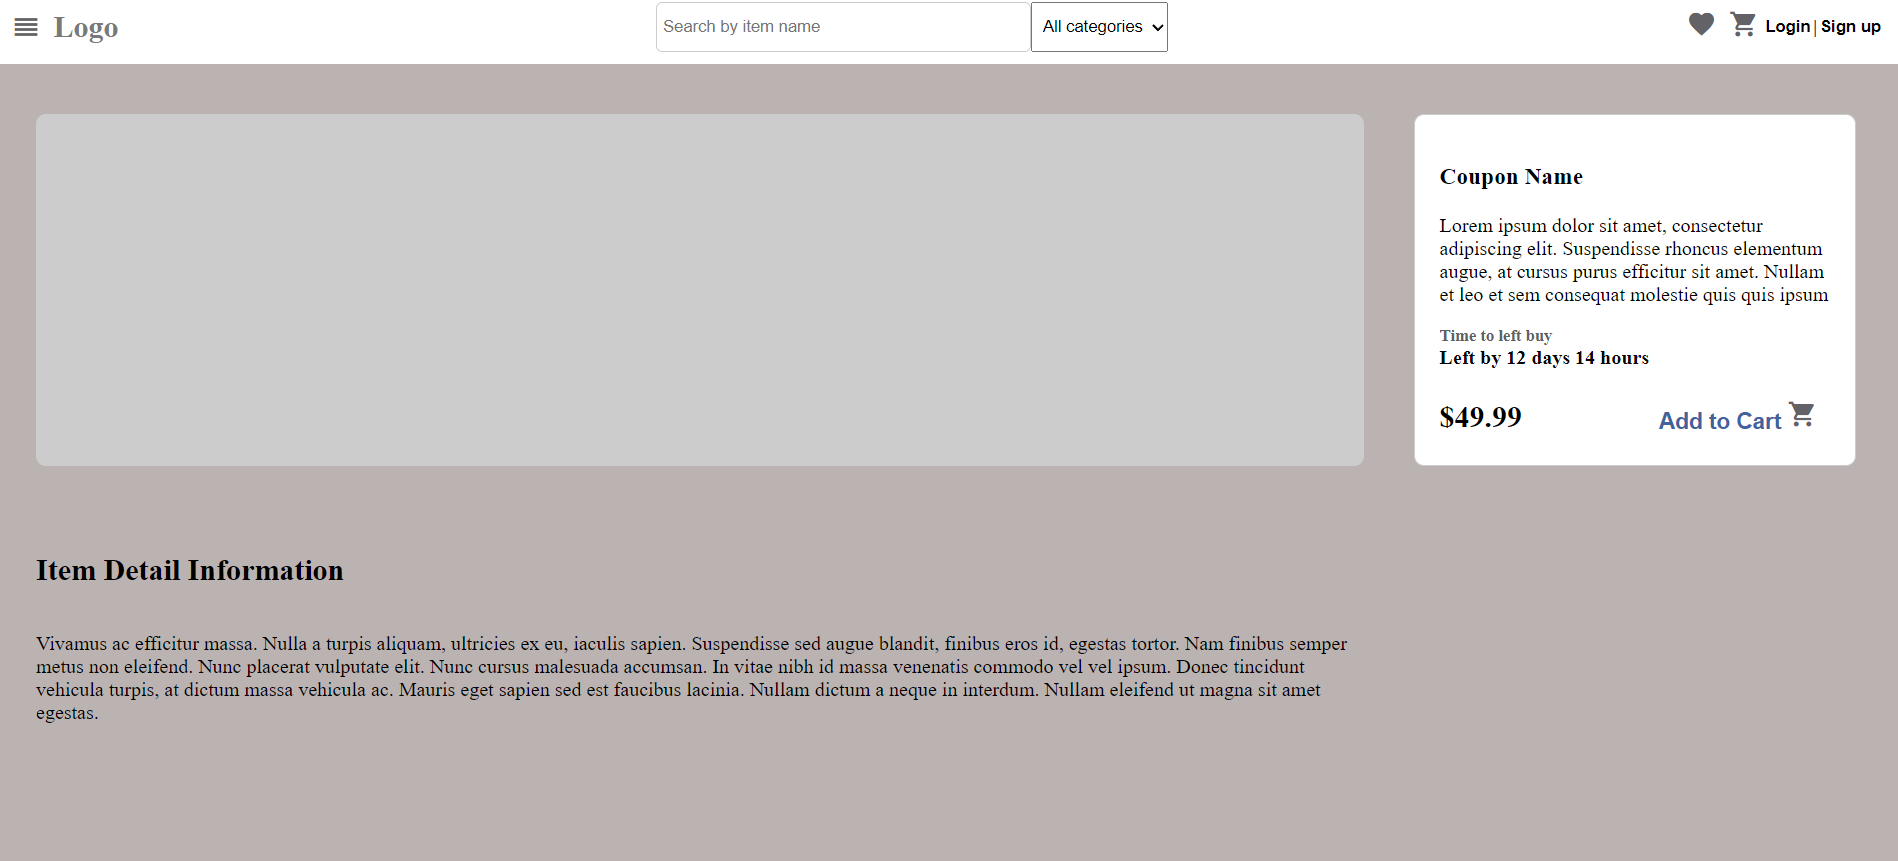 Logo
Search by item name
All categories
Login | Sign up
Coupon Name
Lorem ipsum dolor sit amet, consectetur
adipiscing elit. Suspendisse rhoncus elementum
augue, at cursus purus efficitur sit amet. Nullam
et leo et sem consequat molestie quis quis ipsum
Time to left buy
Left by 12 days 14 hours
$49.99
Add to Cart
Item Detail Information
Vivamus ac efficitur massa. Nulla a turpis aliquam, ultricies ex eu, iaculis sapien. Suspendisse sed augue blandit, finibus eros id, egestas tortor. Nam finibus semper
metus non eleifend. Nunc placerat vulputate elit. Nunc cursus malesuada accumsan. In vitae nibh id massa venenatis commodo vel vel ipsum. Donec tincidunt
vehicula turpis, at dictum massa vehicula ac. Mauris eget sapien sed est faucibus lacinia. Nullam dictum a neque in interdum. Nullam eleifend ut magna sit amet
egestas.